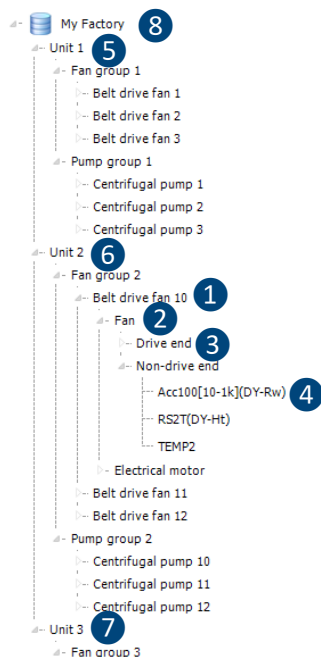 My Factory 8
Unit 1 5
Fan group 1
Belt drive fan 1
Belt drive fan 2
Belt drive fan 3
Pump group 1
Centrifugal pump 1
Centrifugal pump 2
Centrifugal pump 3
Unit 2 6
Fan group 2
Belt drive fan 10 1
Fan 2
Drive end 3
Non-drive end
Acc100[10-1k](DY-Rw) 4
RS2T(DY-Ht)
TEMP2
Electrical motor
Belt drive fan 11
Belt drive fan 12
Pump group 2
Centrifugal pump 10
Centrifugal pump 11
Centrifugal pump 12
Unit 3 7
Fan group 3